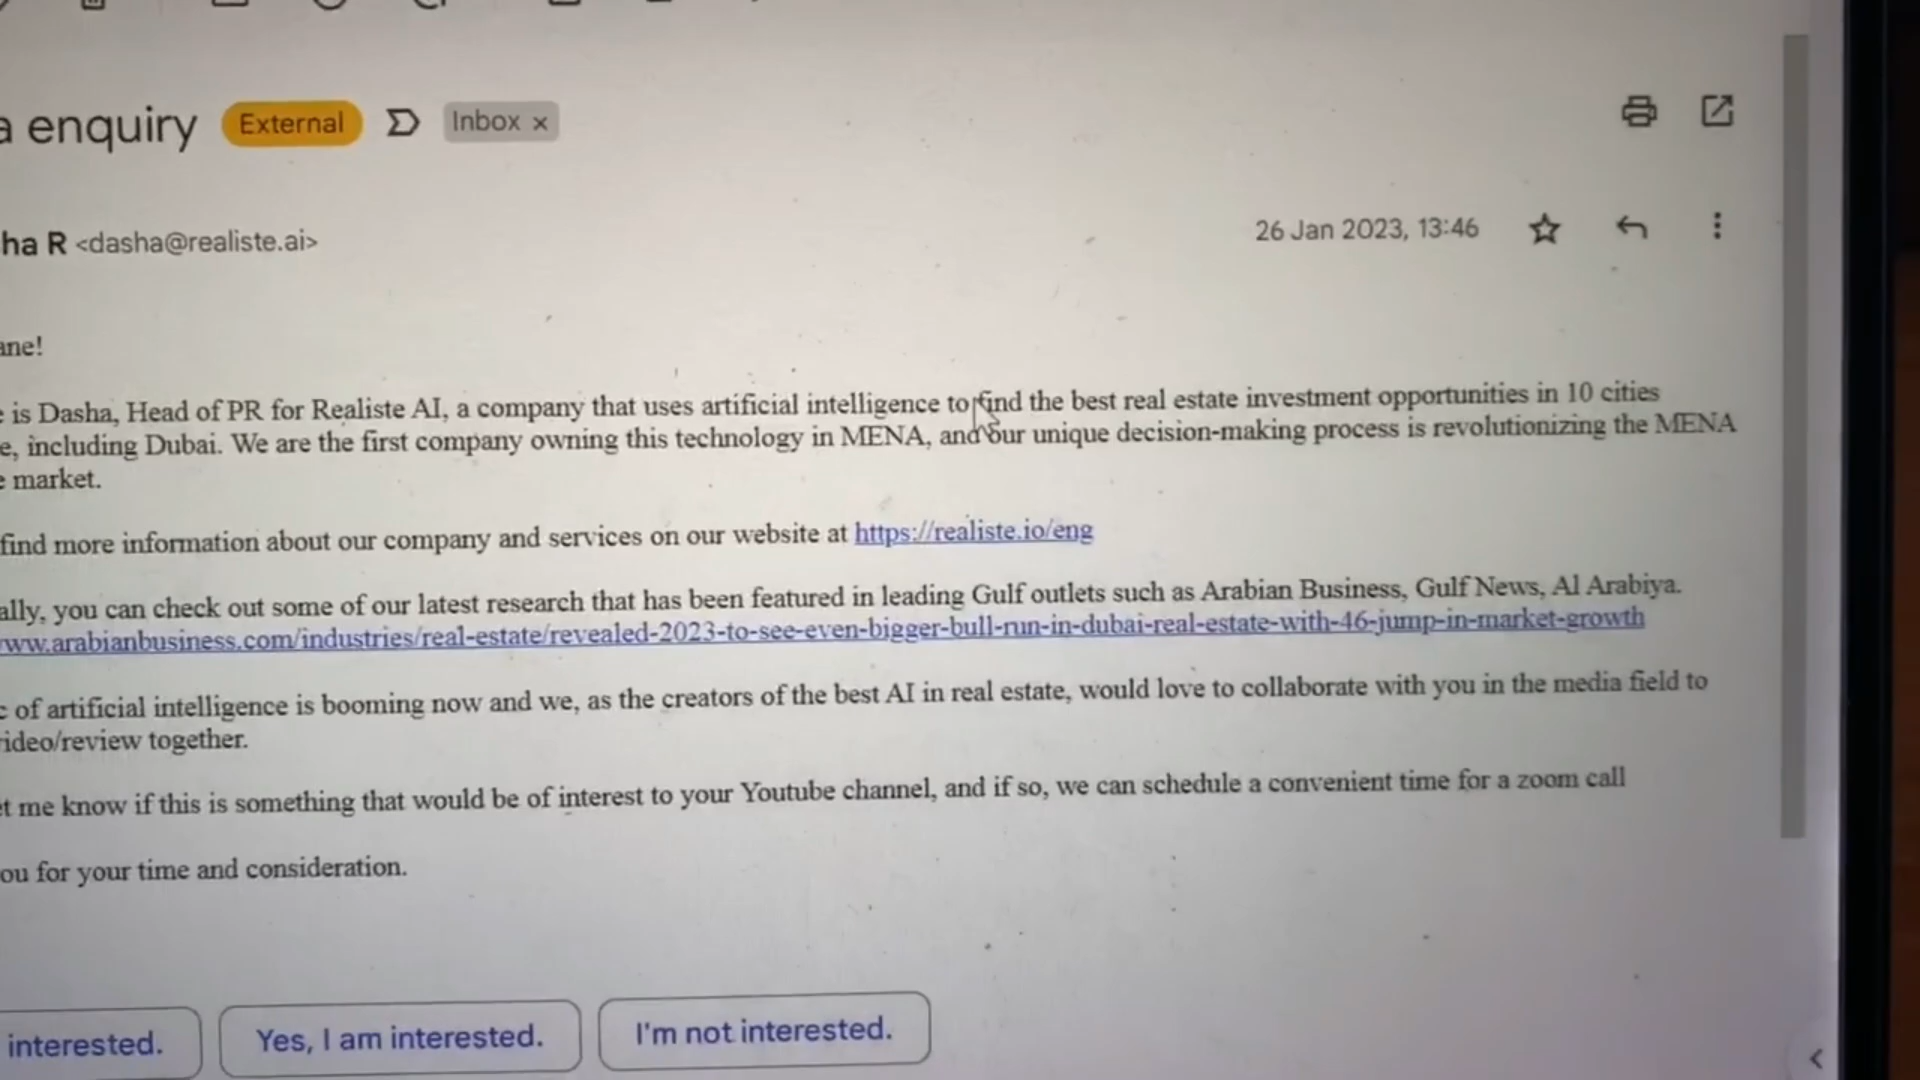 enquiry External Inbox ×
ha R <dasha@realiste.ai> 26 Jan 2023, 13:46
ane!
is Dasha, Head of PR for Realiste AI, a company that uses artificial intelligence to find the best real estate investment opportunities in 10 cities
e, including Dubai. We are the first company owning this technology in MENA, and our unique decision-making process is revolutionizing the MENA
e market.
find more information about our company and services on our website at https://realiste.io/eng
ally, you can check out some of our latest research that has been featured in leading Gulf outlets such as Arabian Business, Gulf News, Al Arabiya.
ww.arabianbusiness.com/industries/real-estate/revealed-2023-to-see-even-bigger-bull-run-in-dubai-real-estate-with-46-jump-in-market-growth
c of artificial intelligence is booming now and we, as the creators of the best AI in real estate, would love to collaborate with you in the media field to
ideo/review together.
t me know if this is something that would be of interest to your Youtube channel, and if so, we can schedule a convenient time for a zoom call
ou for your time and consideration.
interested. Yes, I am interested. I'm not interested.